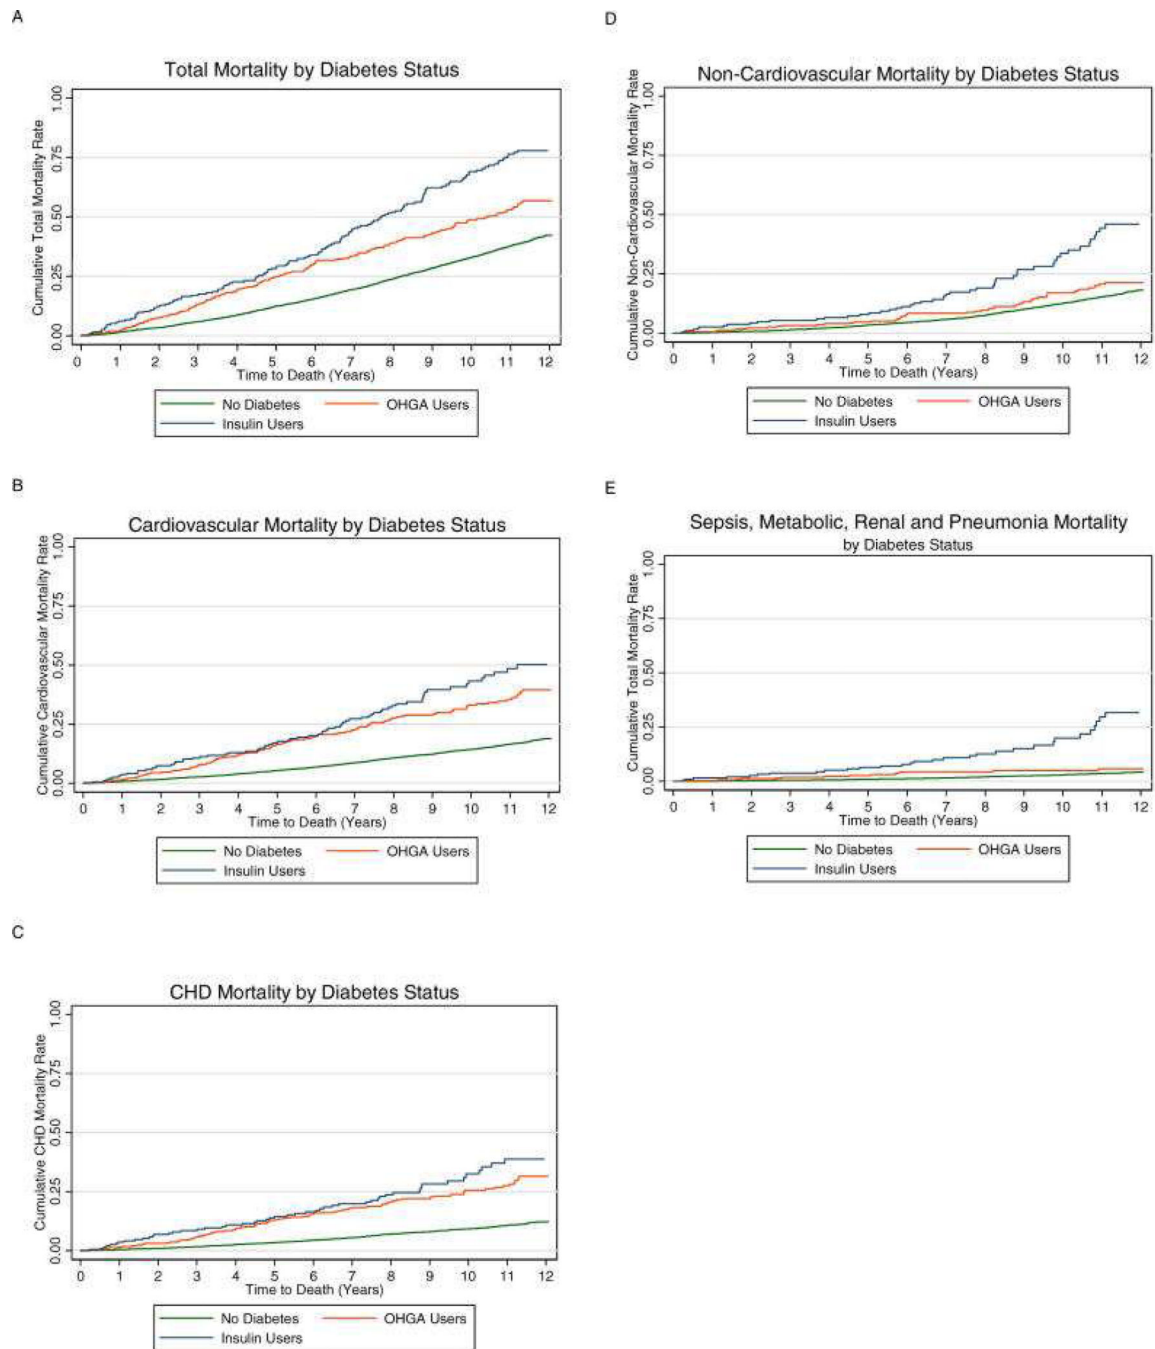 A
Total Mortality by Diabetes Status
Cumulative Total Mortality Rate
1.00
0.75
0.50
0.25
0.00
0 1 2 3 4 5 6 7 8 9 10 11 12
Time to Death (Years)
No Diabetes OHGA Users
Insulin Users
B
Cardiovascular Mortality by Diabetes Status
Cumulative Cardiovascular Mortality Rate
1.00
0.75
0.50
0.25
0.00
0 1 2 3 4 5 6 7 8 9 10 11 12
Time to Death (Years)
No Diabetes OHGA Users
Insulin Users
C
CHD Mortality by Diabetes Status
Cumulative CHD Mortality Rate
1.00
0.75
0.50
0.25
0.00
0 1 2 3 4 5 6 7 8 9 10 11 12
Time to Death (Years)
No Diabetes OHGA Users
Insulin Users
D
Non-Cardiovascular Mortality by Diabetes Status
Cumulative Non-Cardiovascular Mortality Rate
1.00
0.75
0.50
0.25
0.00
0 1 2 3 4 5 6 7 8 9 10 11 12
Time to Death (Years)
No Diabetes OHGA Users
Insulin Users
E
Sepsis, Metabolic, Renal and Pneumonia Mortality
by Diabetes Status
Cumulative Total Mortality Rate
1.00
0.75
0.50
0.25
0.00
0 1 2 3 4 5 6 7 8 9 10 11 12
Time to Death (Years)
No Diabetes OHGA Users
Insulin Users